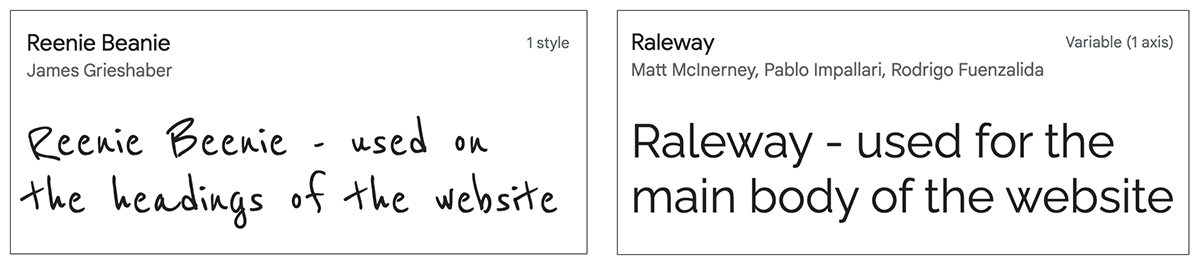 Reenie Beanie
1 style
James Grieshaber
Reenie Beenie - used on
the headings of the website
Raleway
Variable (1 axis)
Matt McInerney, Pablo Impallari, Rodrigo Fuenzalida
Raleway - used for the
main body of the website